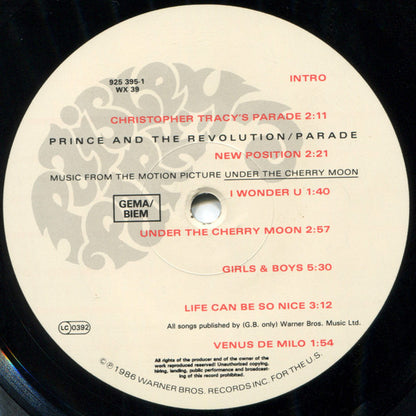 925 395-1
WX 39
INTRO
CHRISTOPHER TRACY'S PARADE 2:11
PRINCE AND THE REVOLUTION/PARADE
NEW POSITION 2:21
MUSIC FROM THE MOTION PICTURE UNDER THE CHERRY MOON
I WONDER U 1:40
GEMA/
BIEM
UNDER THE CHERRY MOON 2:57
GIRLS & BOYS 5:30
LIFE CAN BE SO NICE 3:12
LC 0392
All songs published by (G.B. only) Warner Bros. Music Ltd.
VENUS DE MILO 1:54
All rights of the producer and of the owner of the
work reproduced reserved. Unauthorised copying,
hiring, lending, public performance and broadcast-
ing of this record prohibited.
©℗1986 WARNER BROS. RECORDS INC. FOR THE U.S.